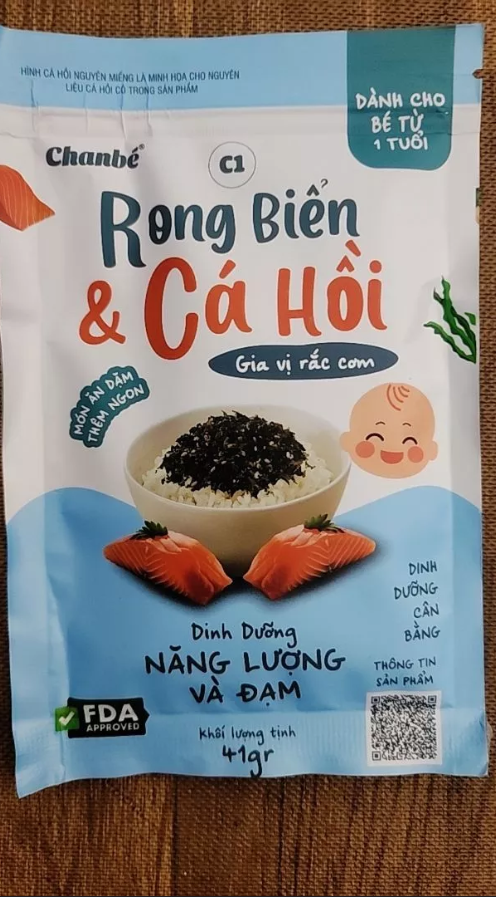 HÌNH CÁ HỒI NGUYÊN MIẾNG LÀ MINH HỌA CHO NGUYÊN
LIỆU CÁ HỒI CÓ TRONG SẢN PHẨM
DÀNH CHO
BÉ TỪ
1 TUỔI
Chanbé®
C1
Rong Biển
& Cá Hồi
Gia vị rắc cơm
MÓN ĂN DẶM
THÊM NGON
DINH
DƯỠNG
CÂN
BẰNG
Dinh Dưỡng
NĂNG LƯỢNG
VÀ ĐẠM
THÔNG TIN
SẢN PHẨM
FDA
APPROVED
Khối lượng tịnh
41gr